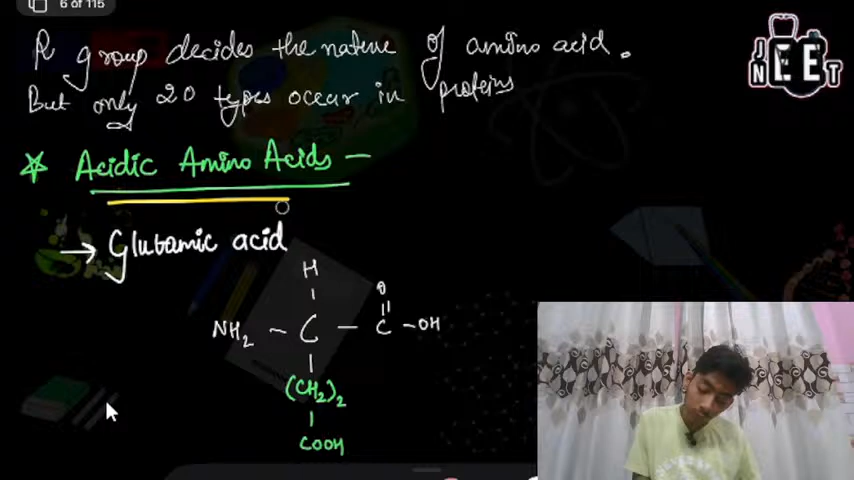 6 of 115
R group decides the nature of amino acid.
But only 20 types occur in proteins
JNEET
☆ Acidic Amino Acids —
→ Glutamic acid
H
O
NH2 - C - C - OH
(CH2)2
COOH